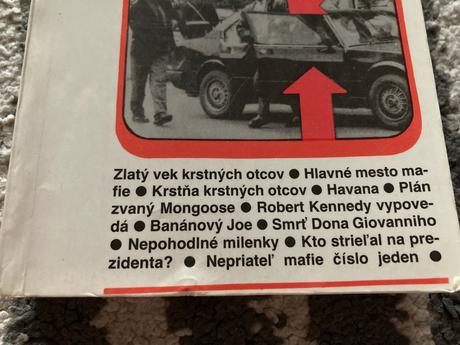 Zlatý vek krstných otcov ● Hlavné mesto ma-
fie ● Krstňa krstných otcov ● Havana ● Plán
zvaný Mongoose ● Robert Kennedy vypove-
dá ● Banánový Joe ● Smrť Dona Giovanniho
● Nepohodlné milenky ● Kto strieľal na pre-
zidenta? ● Nepriateľ mafie číslo jeden ●